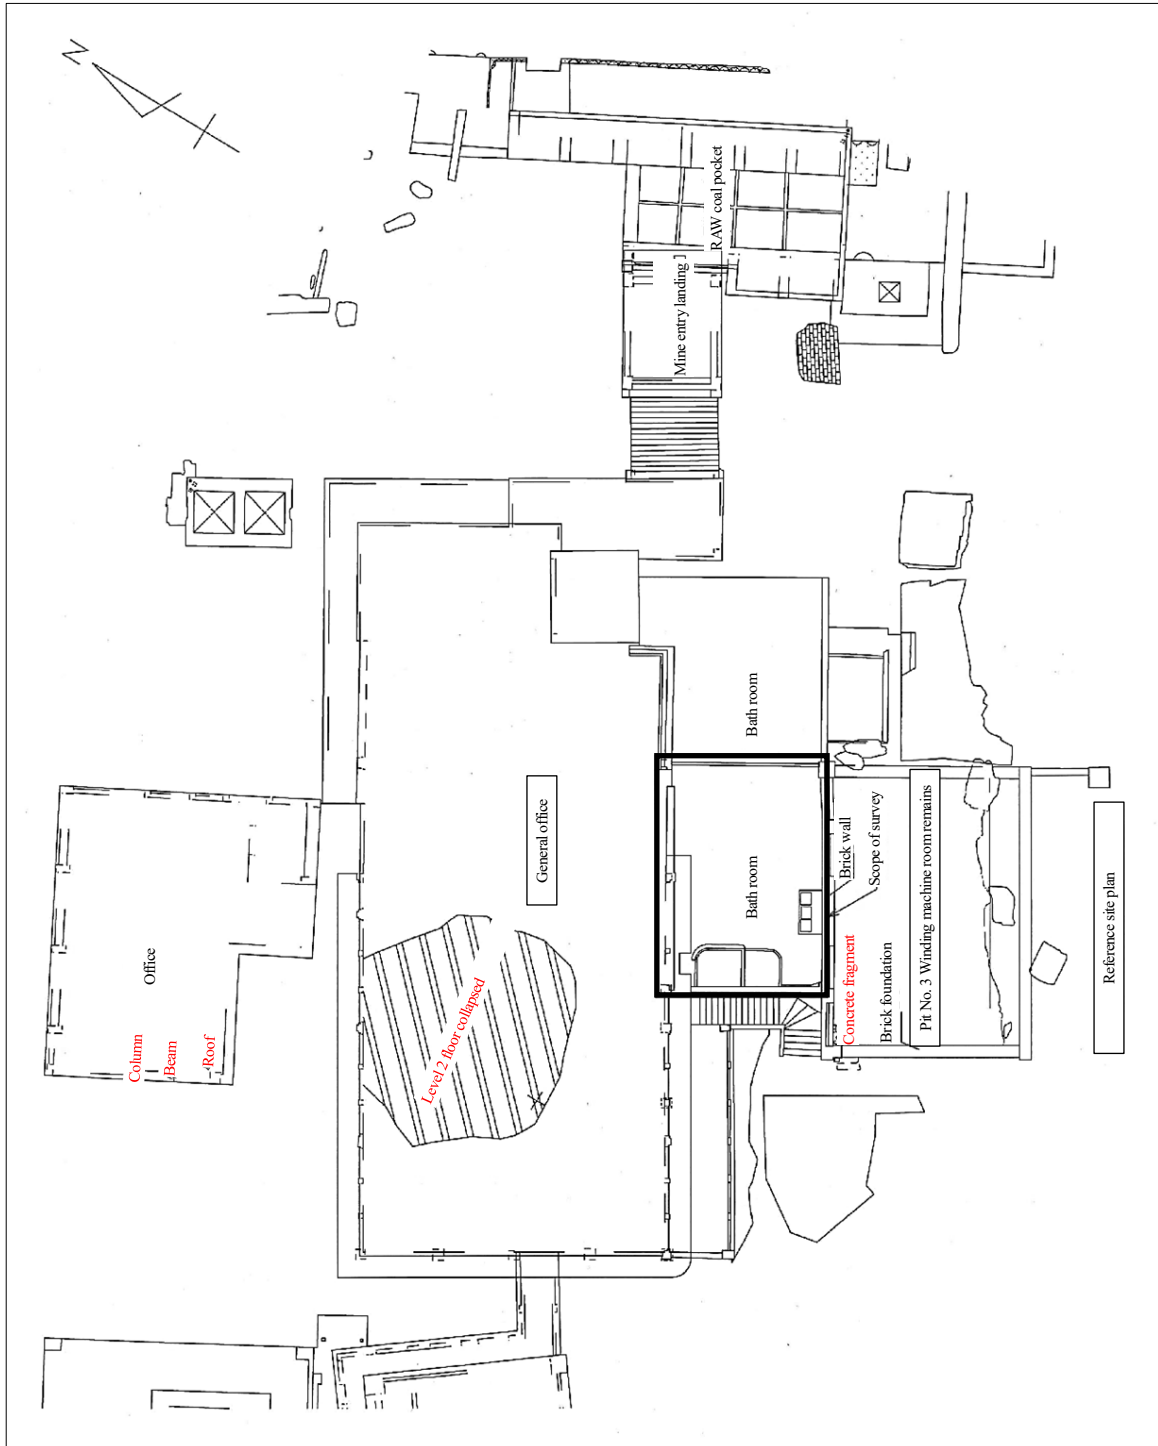 N
RAW coal pocket
Mine entry landing ]
Bath room
General office
Bath room
Brick wall
Scope of survey
Office
Column
Beam
Roof
Level 2 floor collapsed
Concrete fragment
Brick foundation
Pit No. 3 Winding machine room remains
Reference site plan